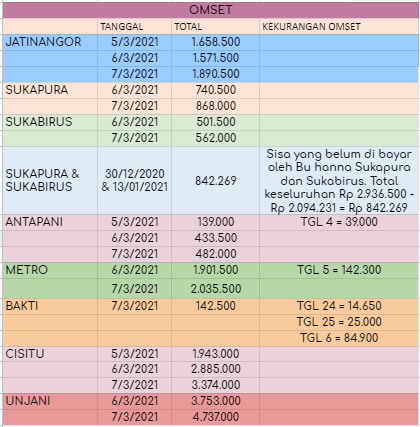 OMSET
TANGGAL TOTAL KEKURANGAN OMSET
JATINANGOR 5/3/2021 1.658.500
6/3/2021 1.571.500
7/3/2021 1.890.500
SUKAPURA 6/3/2021 740.500
7/3/2021 868.000
SUKABIRUS 6/3/2021 501.500
7/3/2021 562.000
SUKAPURA & SUKABIRUS 30/12/2020 & 13/01/2021 842.269 Sisa yang belum di bayar
oleh Bu hanna Sukapura
dan Sukabirus. Total
keseluruhan Rp 2.936.500 -
Rp 2.094.231 = Rp 842.269
ANTAPANI 5/3/2021 139.000 TGL 4 = 39.000
6/3/2021 433.500
7/3/2021 482.000
METRO 6/3/2021 1.901.500 TGL 5 = 142.300
7/3/2021 2.035.500
BAKTI 7/3/2021 142.500 TGL 24 = 14.650
TGL 25 = 25.000
TGL 6 = 84.900
CISITU 5/3/2021 1.943.000
6/3/2021 2.885.000
7/3/2021 3.374.000
UNJANI 6/3/2021 3.753.000
7/3/2021 4.737.000